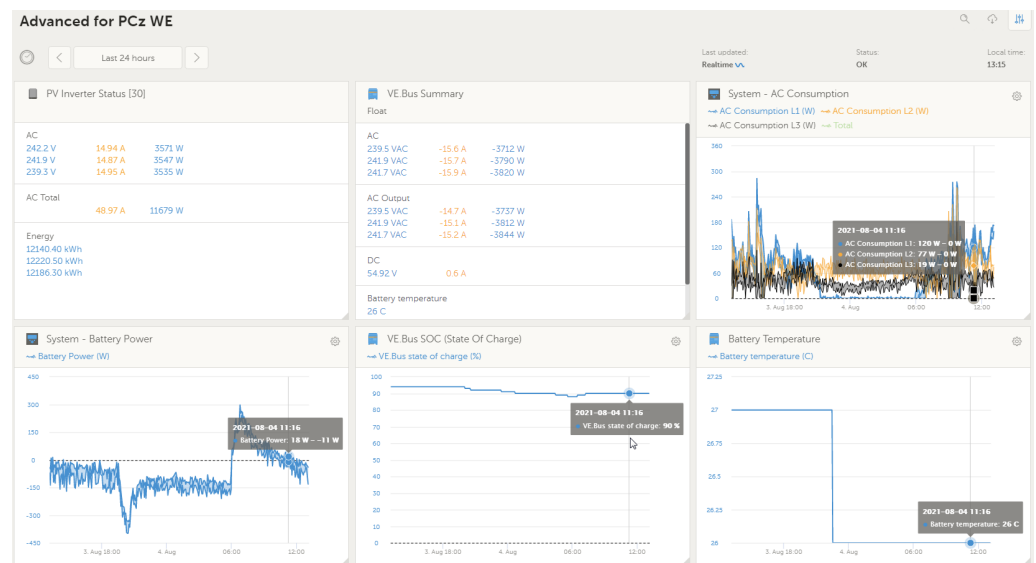 Advanced for PCz WE
Last 24 hours
Last updated:
Realtime
Status:
OK
Local time:
13:15
PV Inverter Status [30]
AC
242.2 V 14.94 A 3571 W
241.9 V 14.87 A 3547 W
239.3 V 14.95 A 3535 W
AC Total
48.97 A 11679 W
Energy
12140.40 kWh
12220.50 kWh
12186.30 kWh
VE.Bus Summary
Float
AC
239.5 VAC -15.6 A -3712 W
241.9 VAC -15.7 A -3790 W
241.7 VAC -15.9 A -3820 W
AC Output
239.5 VAC -14.7 A -3737 W
241.9 VAC -15.1 A -3812 W
241.7 VAC -15.2 A -3844 W
DC
54.92 V 0.6 A
Battery temperature
26 C
System - AC Consumption
AC Consumption L1 (W) AC Consumption L2 (W)
AC Consumption L3 (W) Total
360
300
240
180
120
60
0
2021-08-04 11:16
AC Consumption L1: 120 W – 0 W
AC Consumption L2: 77 W – 0 W
AC Consumption L3: 19 W – 0 W
3. Aug 18:00 4. Aug 06:00 12:00
System - Battery Power
Battery Power (W)
450
300
150
0
-150
-300
-450
2021-08-04 11:16
Battery Power: 18 W – -11 W
3. Aug 18:00 4. Aug 06:00 12:00
VE.Bus SOC (State Of Charge)
VE.Bus state of charge (%)
100
90
80
70
60
50
40
30
20
10
0
2021-08-04 11:16
VE.Bus state of charge: 90 %
3. Aug 18:00 4. Aug 06:00 12:00
Battery Temperature
Battery temperature (C)
27.25
27
26.75
26.5
26.25
26
2021-08-04 11:16
Battery temperature: 26 C
3. Aug 18:00 4. Aug 06:00 12:00